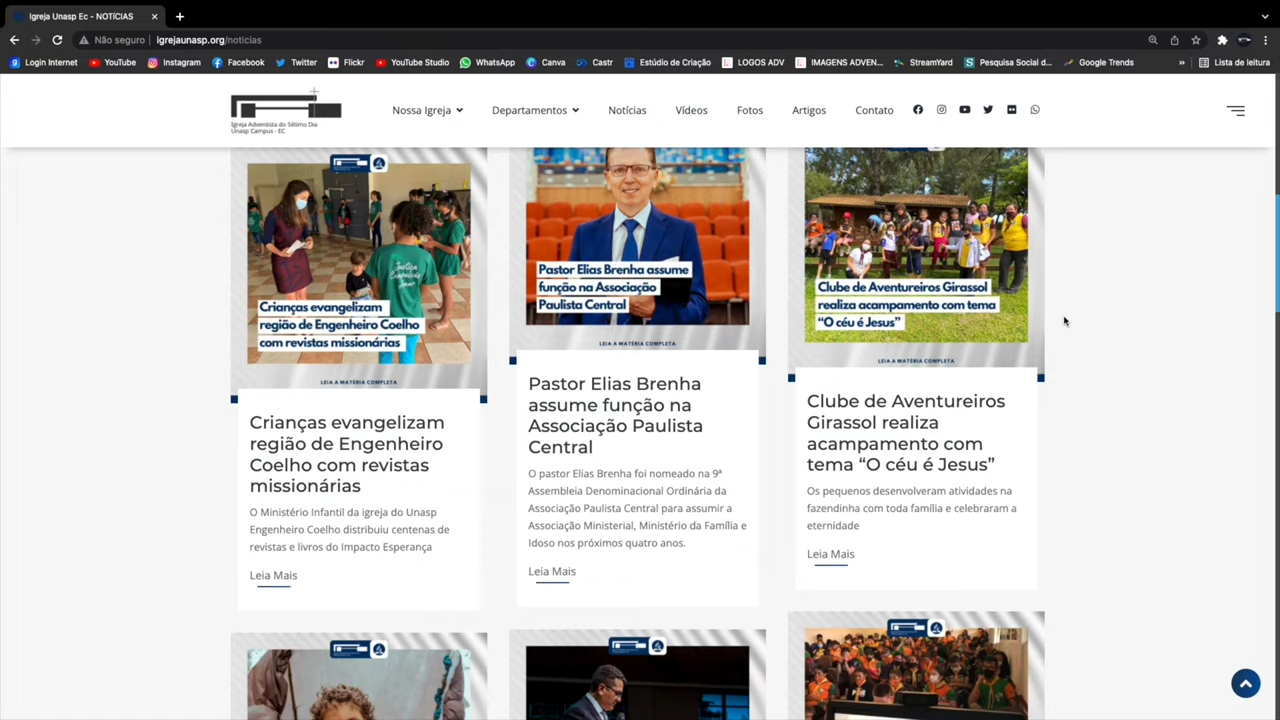 Igreja Unasp Ec - NOTÍCIAS
Não seguro
igrejaunasp.org/noticias
Login Internet
YouTube
Instagram
Facebook
Twitter
Flickr
YouTube Studio
WhatsApp
Canva
Castr
Estúdio de Criação
LOGOS ADV
IMAGENS ADVEN...
StreamYard
Pesquisa Social d...
Google Trends
»
Lista de leitura
Igreja Adventista do Sétimo Dia
Unasp Campus - EC
Nossa Igreja
Departamentos
Notícias
Vídeos
Fotos
Artigos
Contato
Justiça
Crianças evangelizam
região de Engenheiro Coelho
com revistas missionárias
LEIA A MATÉRIA COMPLETA
Crianças evangelizam
região de Engenheiro
Coelho com revistas
missionárias
O Ministério Infantil da igreja do Unasp
Engenheiro Coelho distribuiu centenas de
revistas e livros do Impacto Esperança
Leia Mais
Pastor Elias Brenha assume
função na Associação
Paulista Central
LEIA A MATÉRIA COMPLETA
Pastor Elias Brenha
assume função na
Associação Paulista
Central
O pastor Elias Brenha foi nomeado na 9ª
Assembleia Denominacional Ordinária da
Associação Paulista Central para assumir a
Associação Ministerial, Ministério da Família e
Idoso nos próximos quatro anos.
Leia Mais
Clube de Aventureiros Girassol
realiza acampamento com tema
“O céu é Jesus”
LEIA A MATÉRIA COMPLETA
Clube de Aventureiros
Girassol realiza
acampamento com
tema “O céu é Jesus”
Os pequenos desenvolveram atividades na
fazendinha com toda família e celebraram a
eternidade
Leia Mais